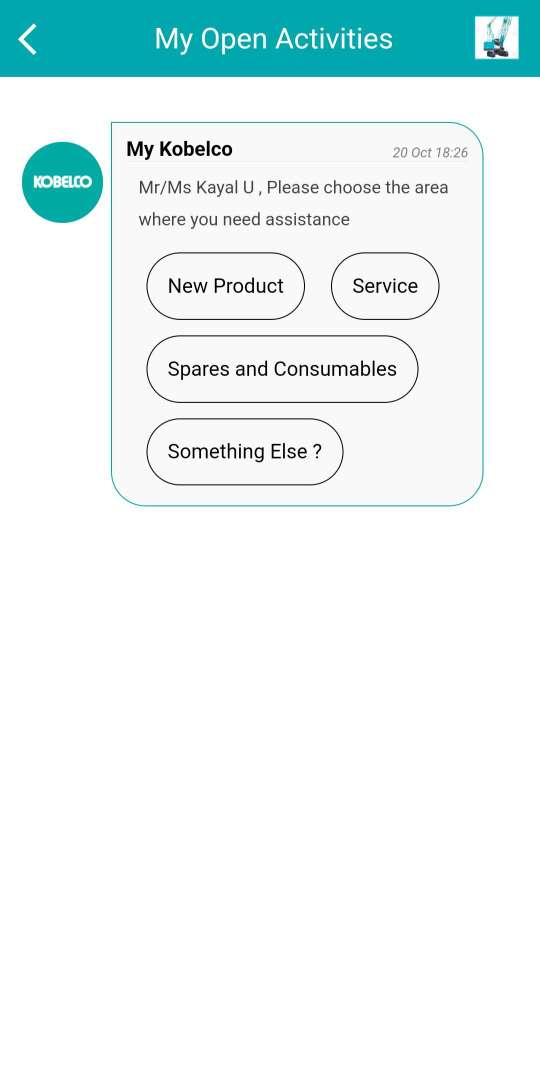 My Open Activities
My Kobelco
20 Oct 18:26
KOBELCO
Mr/Ms Kayal U , Please choose the area
where you need assistance
New Product
Service
Spares and Consumables
Something Else ?